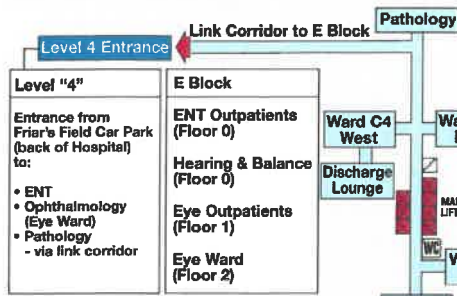 Pathology
Link Corridor to E Block
Level 4 Entrance
Level "4"
Entrance from
Friar's Field Car Park
(back of Hospital)
to:
• ENT
• Ophthalmology
(Eye Ward)
• Pathology
- via link corridor
E Block
ENT Outpatients
(Floor 0)
Hearing & Balance
(Floor 0)
Eye Outpatients
(Floor 1)
Eye Ward
(Floor 2)
Ward C4
West
Discharge
Lounge
WC